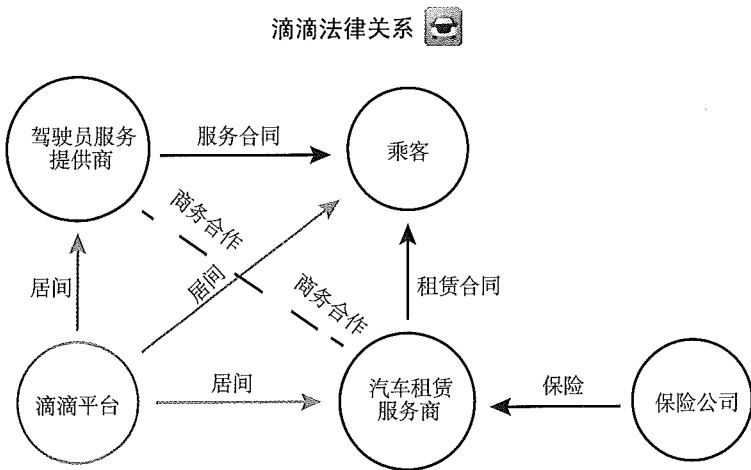 滴滴法律关系
驾驶员服务
提供商
服务合同
乘客
商务合作
居间
居间
商务合作
租赁合同
滴滴平台
居间
汽车租赁
服务商
保险
保险公司